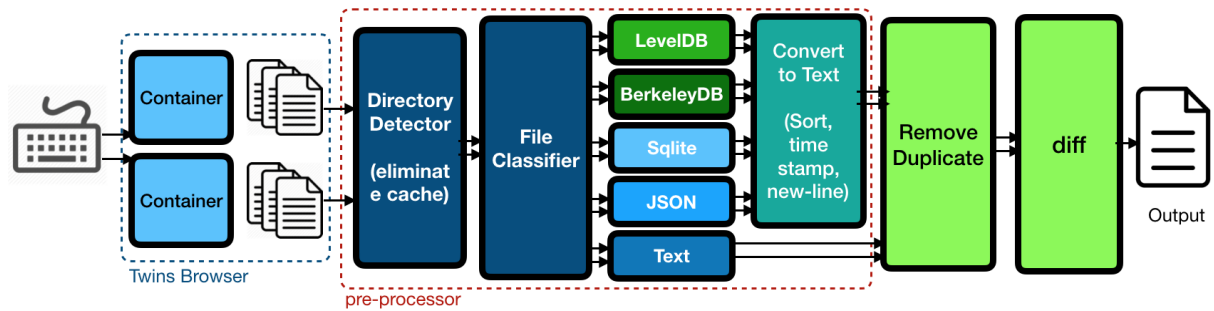 Container
Container
Twins Browser
Directory
Detector
(eliminat
e cache)
File
Classifier
LevelDB
BerkeleyDB
Sqlite
JSON
Text
Convert
to Text
(Sort,
time
stamp,
new-line)
pre-processor
Remove
Duplicate
diff
Output